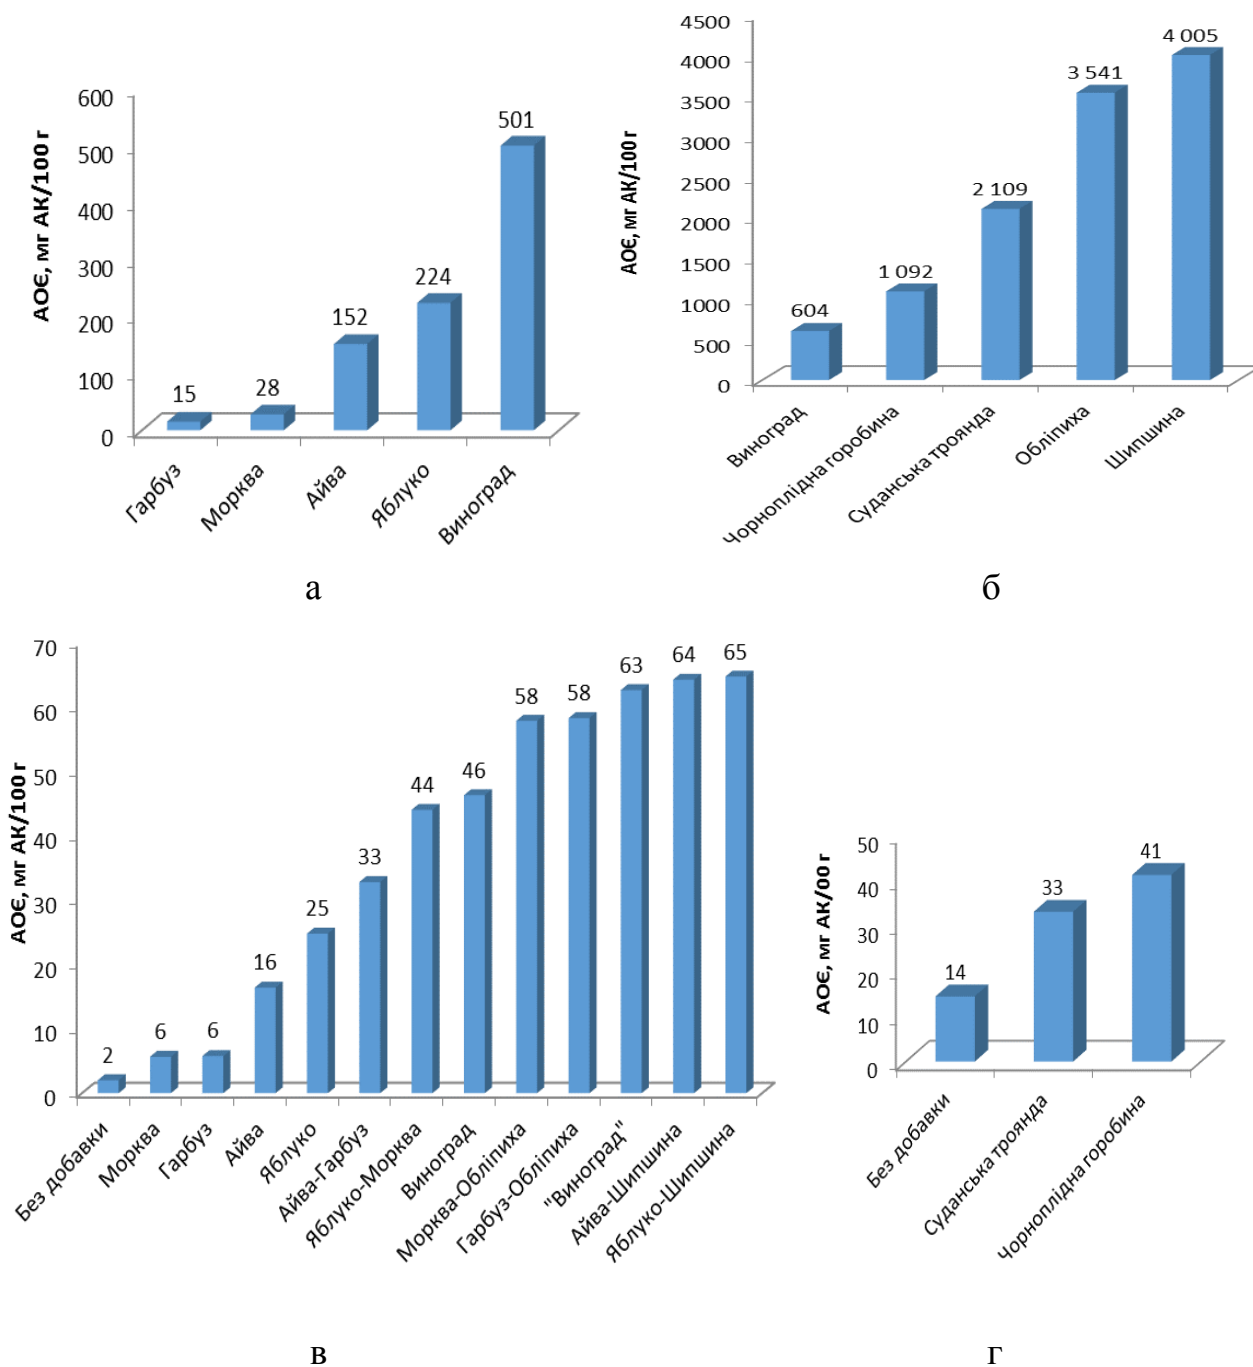 АОЄ, мг АК/100 г
600
500
400
300
200
100
0
15
28
152
224
501
Гарбуз
Морква
Айва
Яблуко
Виноград
а
АОЄ, мг АК/100 г
4500
4000
3500
3000
2500
2000
1500
1000
500
0
604
1 092
2 109
3 541
4 005
Виноград
Чорноплідна горобина
Суданська троянда
Обліпиха
Шипшина
б
АОЄ, мг АК/100 г
70
60
50
40
30
20
10
0
2
6
6
16
25
33
44
46
58
58
63
64
65
Без добавки
Морква
Гарбуз
Айва
Яблуко
Айва-Гарбуз
Яблуко-Морква
Виноград
Морква-Обліпиха
Гарбуз-Обліпиха
"Виноград"
Айва-Шипшина
Яблуко-Шипшина
в
АОЄ, мг АК/00 г
50
40
30
20
10
0
14
33
41
Без добавки
Суданська троянда
Чорноплідна горобина
г